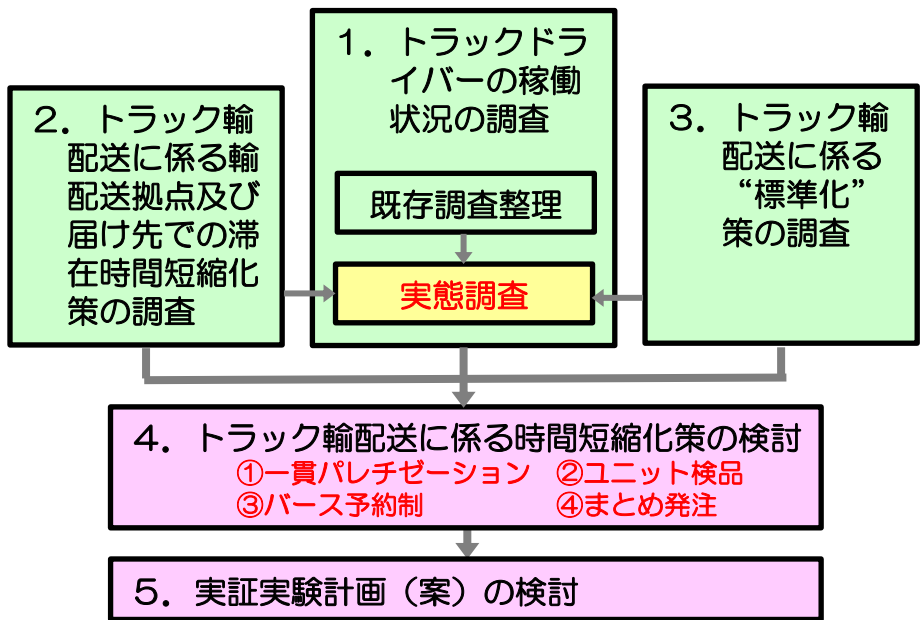 １．トラックドラ
イバーの稼働
状況の調査
既存調査整理
実態調査
２．トラック輸
配送に係る輸
配送拠点及び
届け先での滞
在時間短縮化
策の調査
３．トラック輸
配送に係る
“標準化”
策の調査
４．トラック輸配送に係る時間短縮化策の検討
①一貫パレチゼーション　②ユニット検品
③バース予約制　④まとめ発注
５．実証実験計画（案）の検討